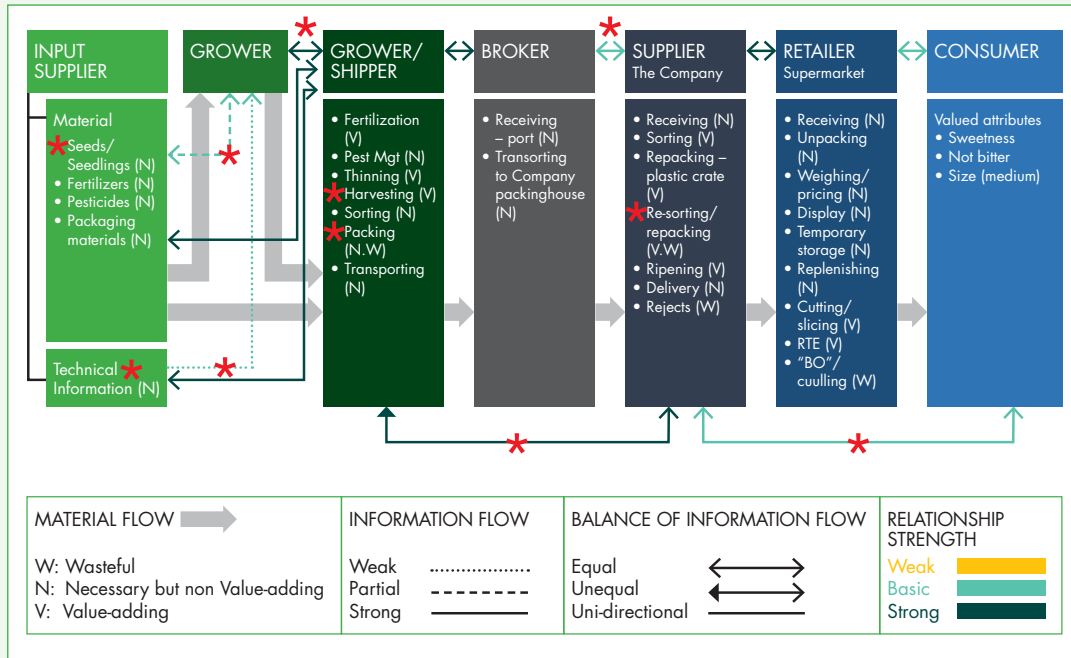 INPUT
SUPPLIER
GROWER
GROWER/
SHIPPER
BROKER
SUPPLIER
The Company
RETAILER
Supermarket
CONSUMER
Material
• Seeds/
Seedlings (N)
• Fertilizers (N)
• Pesticides (N)
• Packaging
materials (N)
Technical
Information (N)
• Fertilization
(V)
• Pest Mgt (N)
• Thinning (V)
• Harvesting (V)
• Sorting (N)
• Packing
(N.W)
• Transporting
(N)
• Receiving
– port (N)
• Transorting
to Company
packinghouse
(N)
• Receiving (N)
• Sorting (V)
• Repacking –
plastic crate
(V)
• Re-sorting/
repacking
(V.W)
• Ripening (V)
• Delivery (N)
• Rejects (W)
• Receiving (N)
• Unpacking
(N)
• Weighing/
pricing (N)
• Display (N)
• Temporary
storage (N)
• Replenishing
(N)
• Cutting/
slicing (V)
• RTE (V)
• "BO"/
cuulling (W)
Valued attributes
• Sweetness
• Not bitter
• Size (medium)
MATERIAL FLOW
W: Wasteful
N: Necessary but non Value-adding
V: Value-adding
INFORMATION FLOW
Weak
Partial
Strong
BALANCE OF INFORMATION FLOW
Equal
Unequal
Uni-directional
RELATIONSHIP
STRENGTH
Weak
Basic
Strong